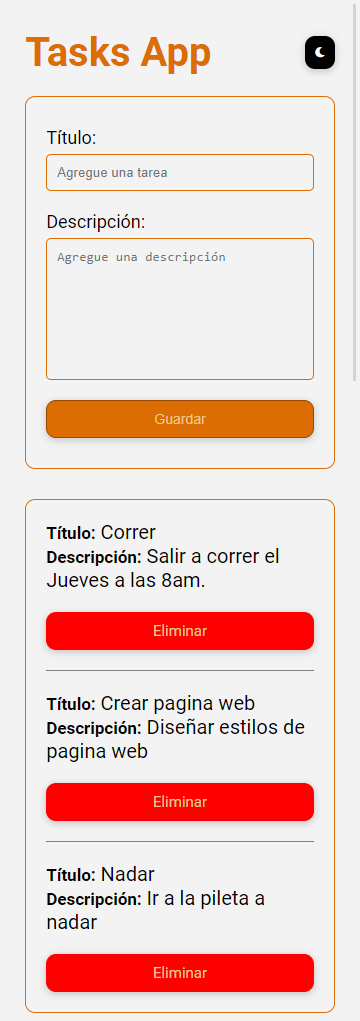 Tasks App
Título:
Agregue una tarea
Descripción:
Agregue una descripción
Guardar
Título: Correr
Descripción: Salir a correr el
Jueves a las 8am.
Eliminar
Título: Crear pagina web
Descripción: Diseñar estilos de
pagina web
Eliminar
Título: Nadar
Descripción: Ir a la pileta a
nadar
Eliminar